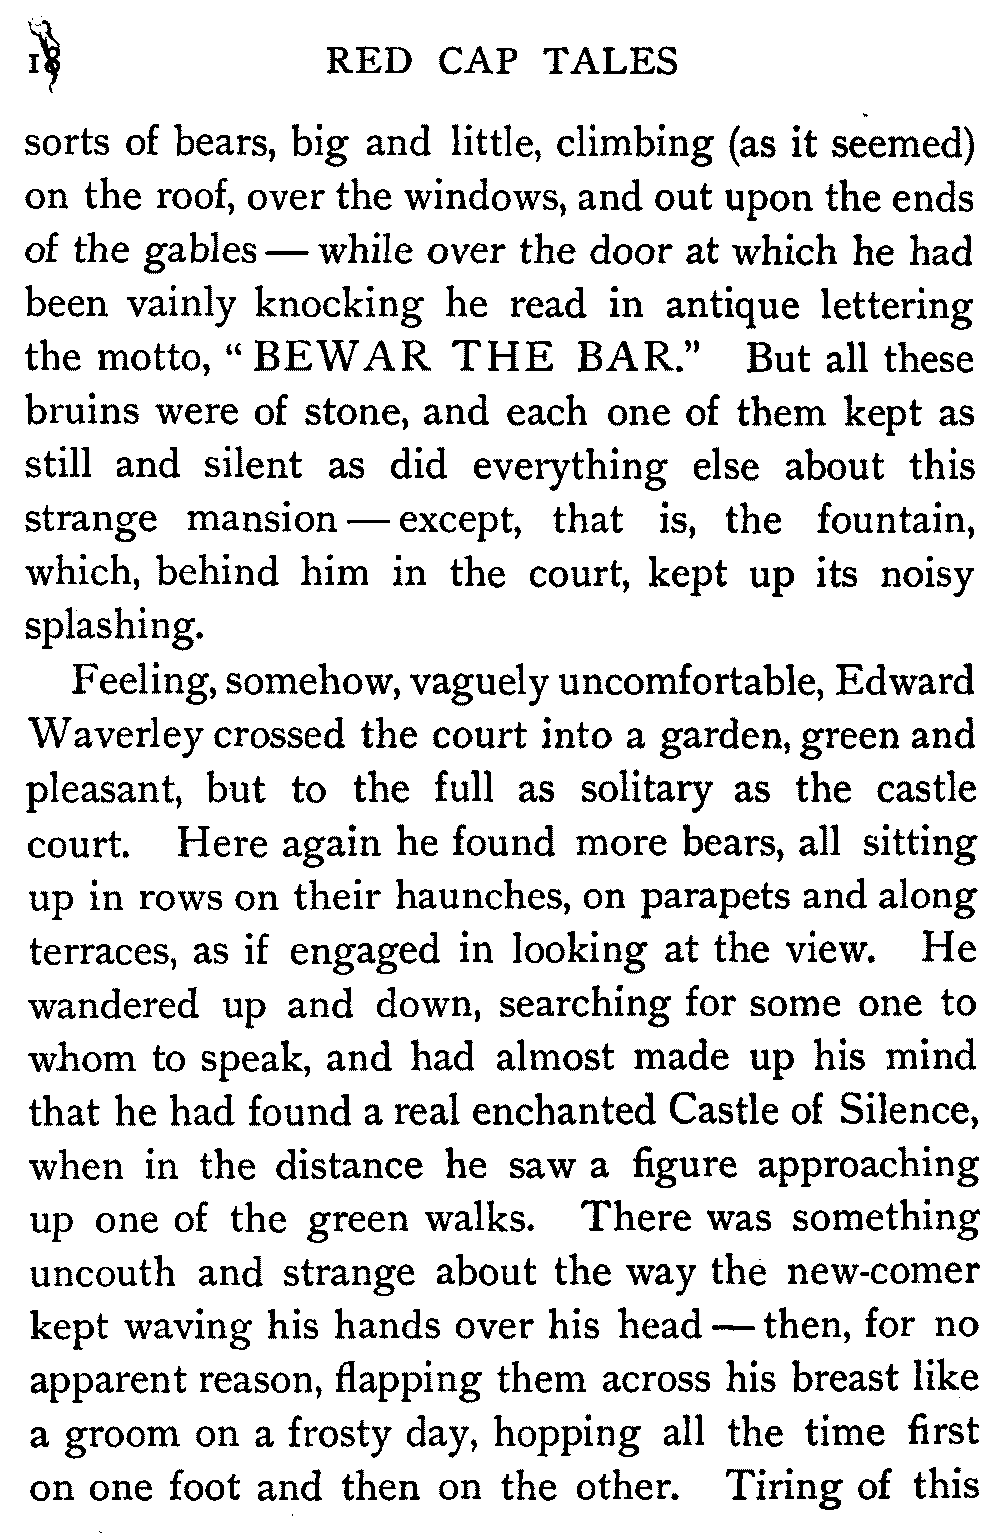 18 RED CAP TALES
sorts of bears, big and little, climbing (as it seemed)
on the roof, over the windows, and out upon the ends
of the gables — while over the door at which he had
been vainly knocking he read in antique lettering
the motto, “BEWAR THE BAR.” But all these
bruins were of stone, and each one of them kept as
still and silent as did everything else about this
strange mansion — except, that is, the fountain,
which, behind him in the court, kept up its noisy
splashing.
Feeling, somehow, vaguely uncomfortable, Edward
Waverley crossed the court into a garden, green and
pleasant, but to the full as solitary as the castle
court. Here again he found more bears, all sitting
up in rows on their haunches, on parapets and along
terraces, as if engaged in looking at the view. He
wandered up and down, searching for some one to
whom to speak, and had almost made up his mind
that he had found a real enchanted Castle of Silence,
when in the distance he saw a figure approaching
up one of the green walks. There was something
uncouth and strange about the way the new-comer
kept waving his hands over his head — then, for no
apparent reason, flapping them across his breast like
a groom on a frosty day, hopping all the time first
on one foot and then on the other. Tiring of this